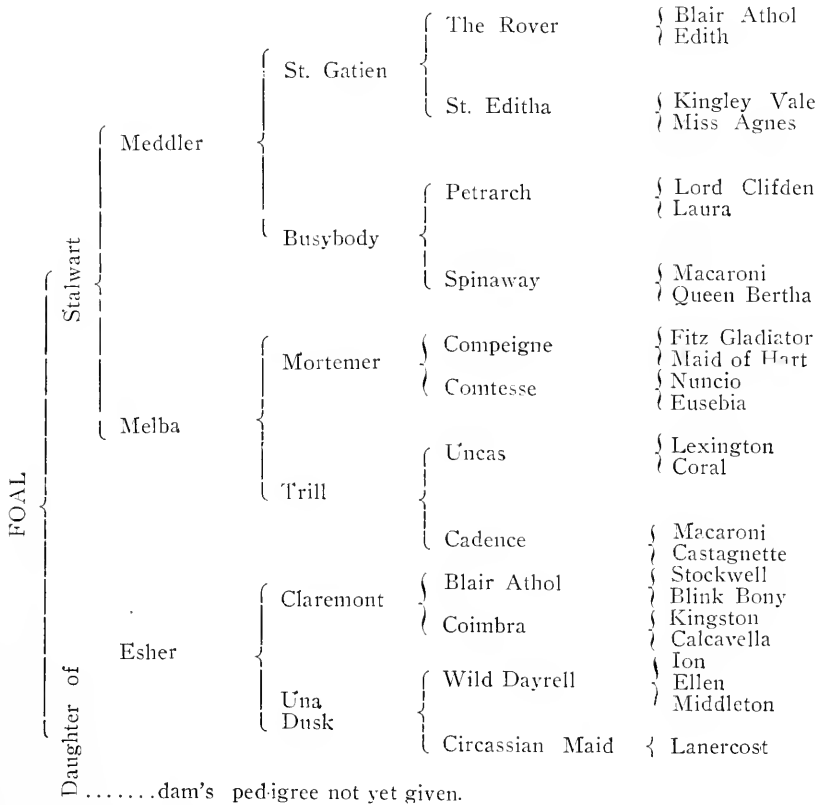 The Rover
Blair Athol
Edith
St. Gatien
St. Editha
Kingley Vale
Miss Agnes
Meddler
Petrarch
Lord Clifden
Laura
Busybody
Spinaway
Macaroni
Queen Bertha
Stalwart
Mortemer
Compeigne
Fitz Gladiator
Maid of Hart
Comtesse
Nuncio
Eusebia
Melba
Uncas
Lexington
Coral
Trill
Cadence
Macaroni
Castagnette
FOAL
Claremont
Blair Athol
Stockwell
Blink Bony
Coimbra
Kingston
Calcavella
Esher
Wild Dayrell
Ion
Ellen
Middleton
Una
Dusk
Circassian Maid
Lanercost
Daughter of
.......dam's pedigree not yet given.